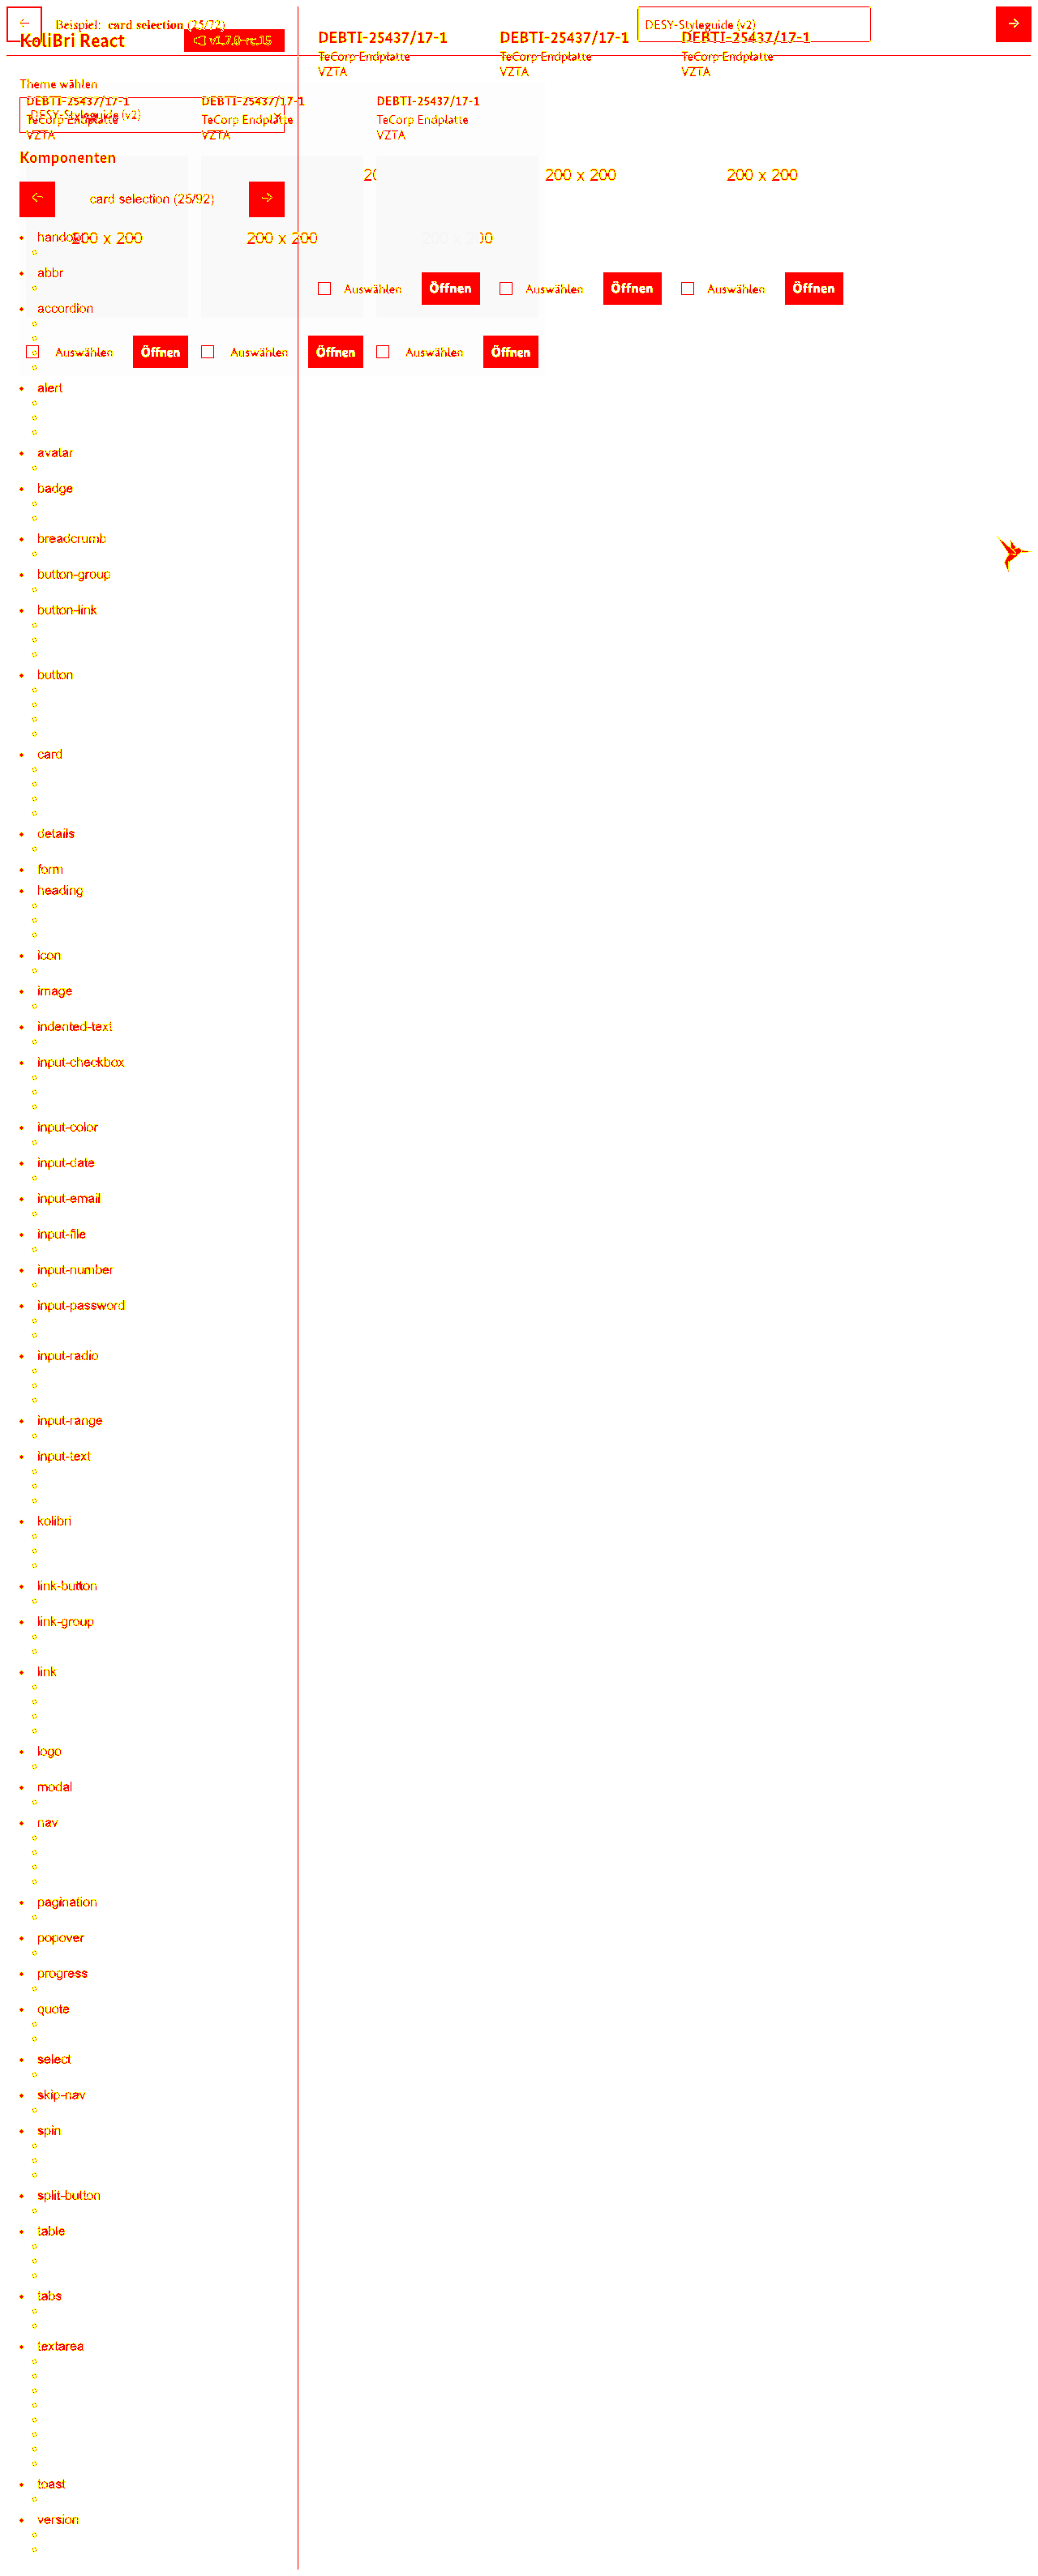 Beispiel: card selection (25/72)
DESY-Styleguide (v2)
KoliBri React
v1.7.0-rc.15
DEBTI-25437/17-1
DEBTI-25437/17-1
DEBTI-25437/17-1
TeCorp Endplatte
TeCorp Endplatte
TeCorp Endplatte
VZTA
VZTA
VZTA
Theme wählen
DESY-Styleguide (v2)
DEBTI-25437/17-1
DEBTI-25437/17-1
DEBTI-25437/17-1
TeCorp Endplatte
TeCorp Endplatte
TeCorp Endplatte
VZTA
VZTA
VZTA
Komponenten
200 x 200
200 x 200
card selection (25/92)
200 x 200
200 x 200
Auswählen Öffnen
Auswählen Öffnen
Auswählen Öffnen
Auswählen Öffnen
Auswählen Öffnen
Auswählen Öffnen
abbr
accordion
alert
avatar
badge
breadcrumb
button-group
button-link
button
card
details
form
heading
icon
image
indented-text
input-checkbox
input-color
input-date
input-email
input-file
input-number
input-password
input-radio
input-range
input-text
kolibri
link-button
link-group
link
logo
modal
nav
pagination
popover
progress
quote
select
skip-nav
spin
split-button
table
tabs
textarea
toast
version